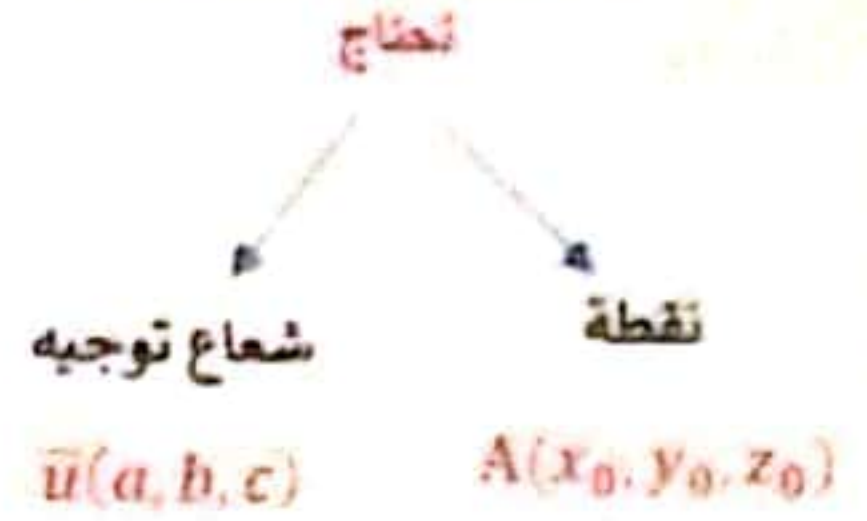 نحتاج
نقطة
شعاع توجيه
A(x₀, y₀, z₀)
u⃗(a, b, c)